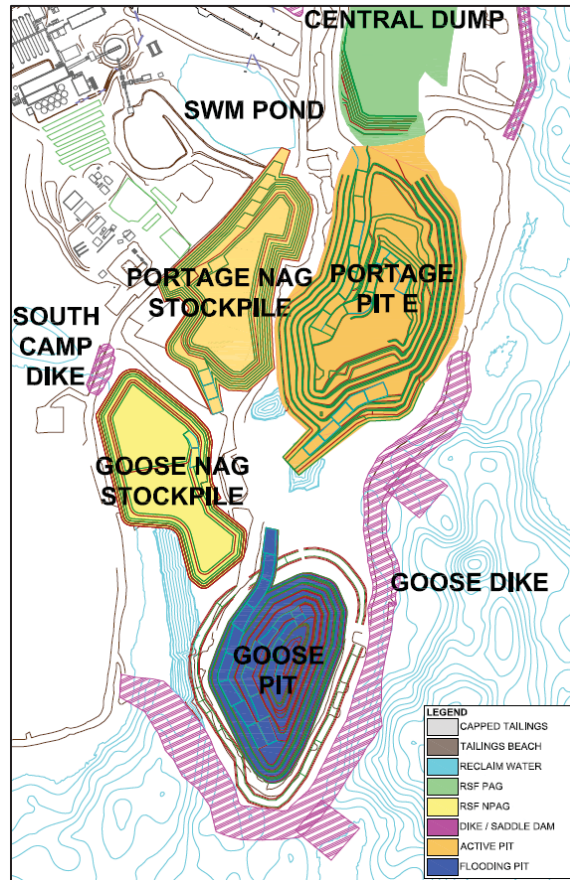 CENTRAL DUMP
SWM POND
PORTAGE NAG
STOCKPILE
PORTAGE
PIT E
SOUTH
CAMP
DIKE
GOOSE NAG
STOCKPILE
GOOSE DIKE
GOOSE
PIT
LEGEND
CAPPED TAILINGS
TAILINGS BEACH
RECLAIM WATER
RSF PAG
RSF NPAG
DIKE / SADDLE DAM
ACTIVE PIT
FLOODING PIT